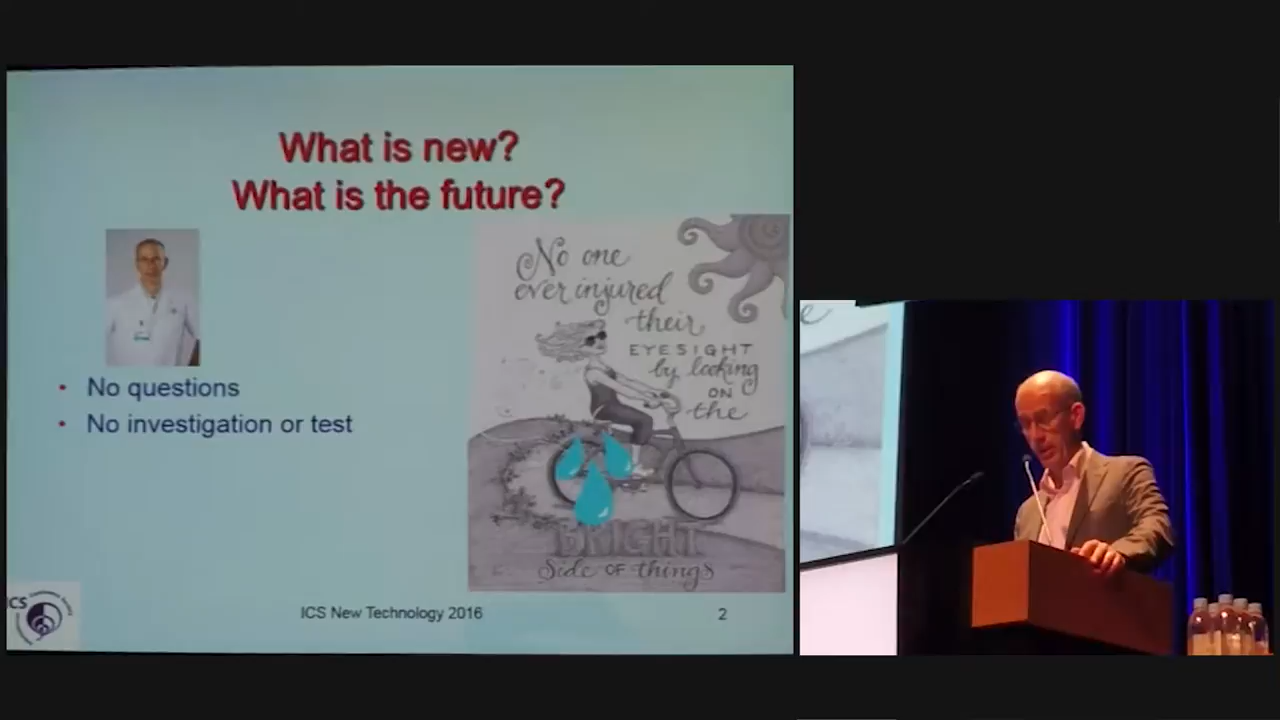 What is new?
What is the future?
No one
ever injured
their
EYESIGHT
by looking
ON
the
BRIGHT
Side OF things
• No questions
• No investigation or test
ICS
ICS New Technology 2016
2